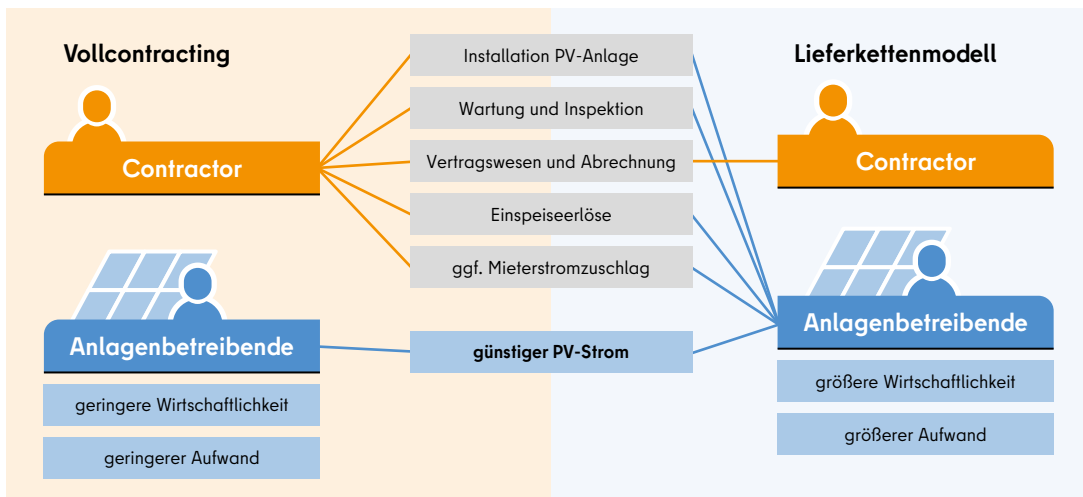 Vollcontracting
Contractor
Anlagenbetreibende
geringere Wirtschaftlichkeit
geringerer Aufwand
Installation PV-Anlage
Wartung und Inspektion
Vertragswesen und Abrechnung
Einspeiseerlöse
ggf. Mieterstromzuschlag
günstiger PV-Strom
Lieferkettenmodell
Contractor
Anlagenbetreibende
größere Wirtschaftlichkeit
größerer Aufwand